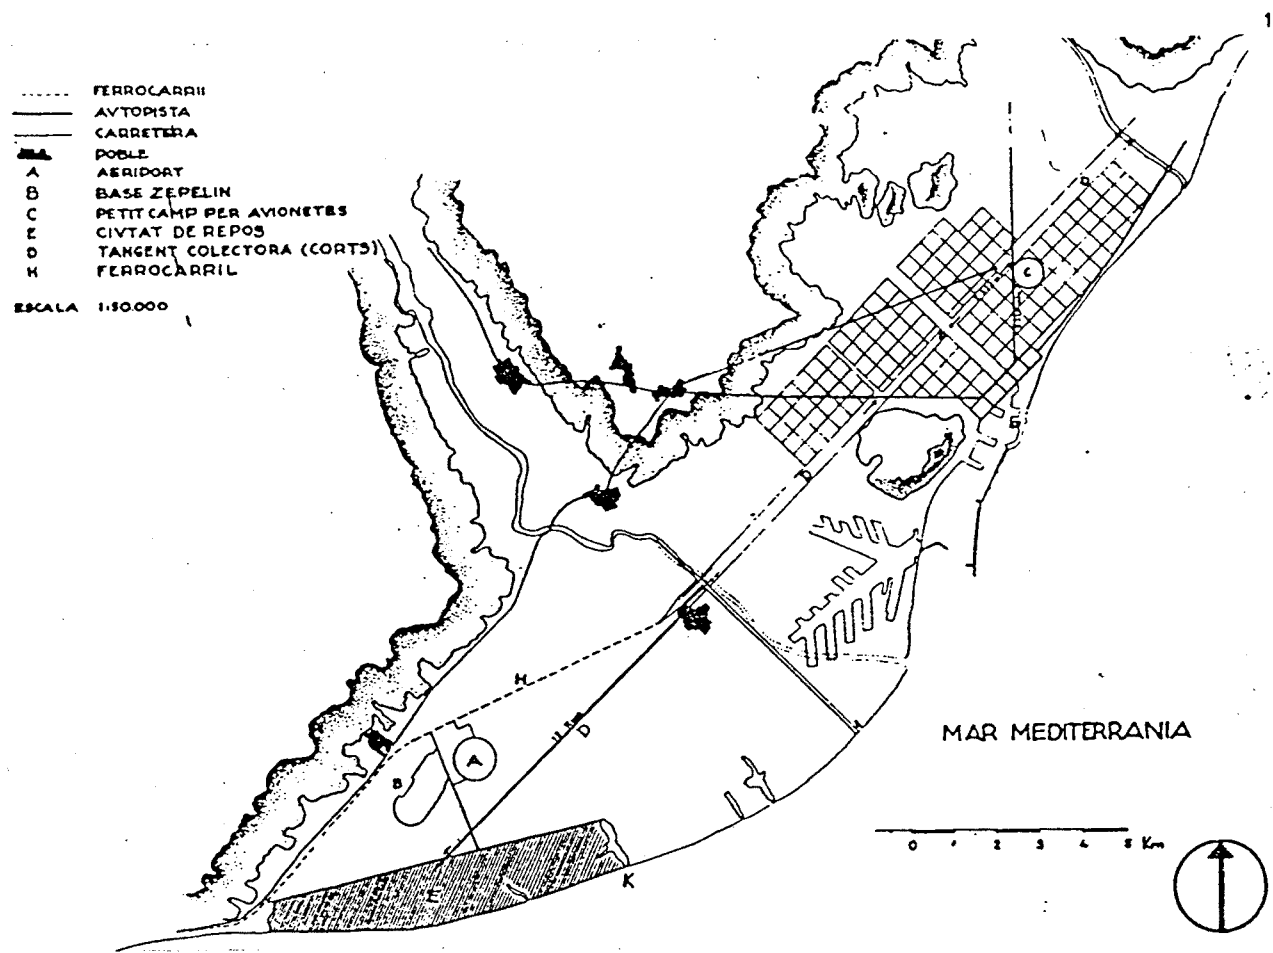 1
FERROCARRIL
AVTOPISTA
CARRETERA
POBLE
A AERIPORT
B BASE ZEPELIN
C PETIT CAMP PER AVIONETES
E CIVTAT DE REPOS
D TANGENT COLECTORA (CORTS)
H FERROCARRIL
ESCALA 1:50.000
C
D
H
D
A
B
E
K
MAR MEDITERRANIA
0 1 2 3 4 5 Km